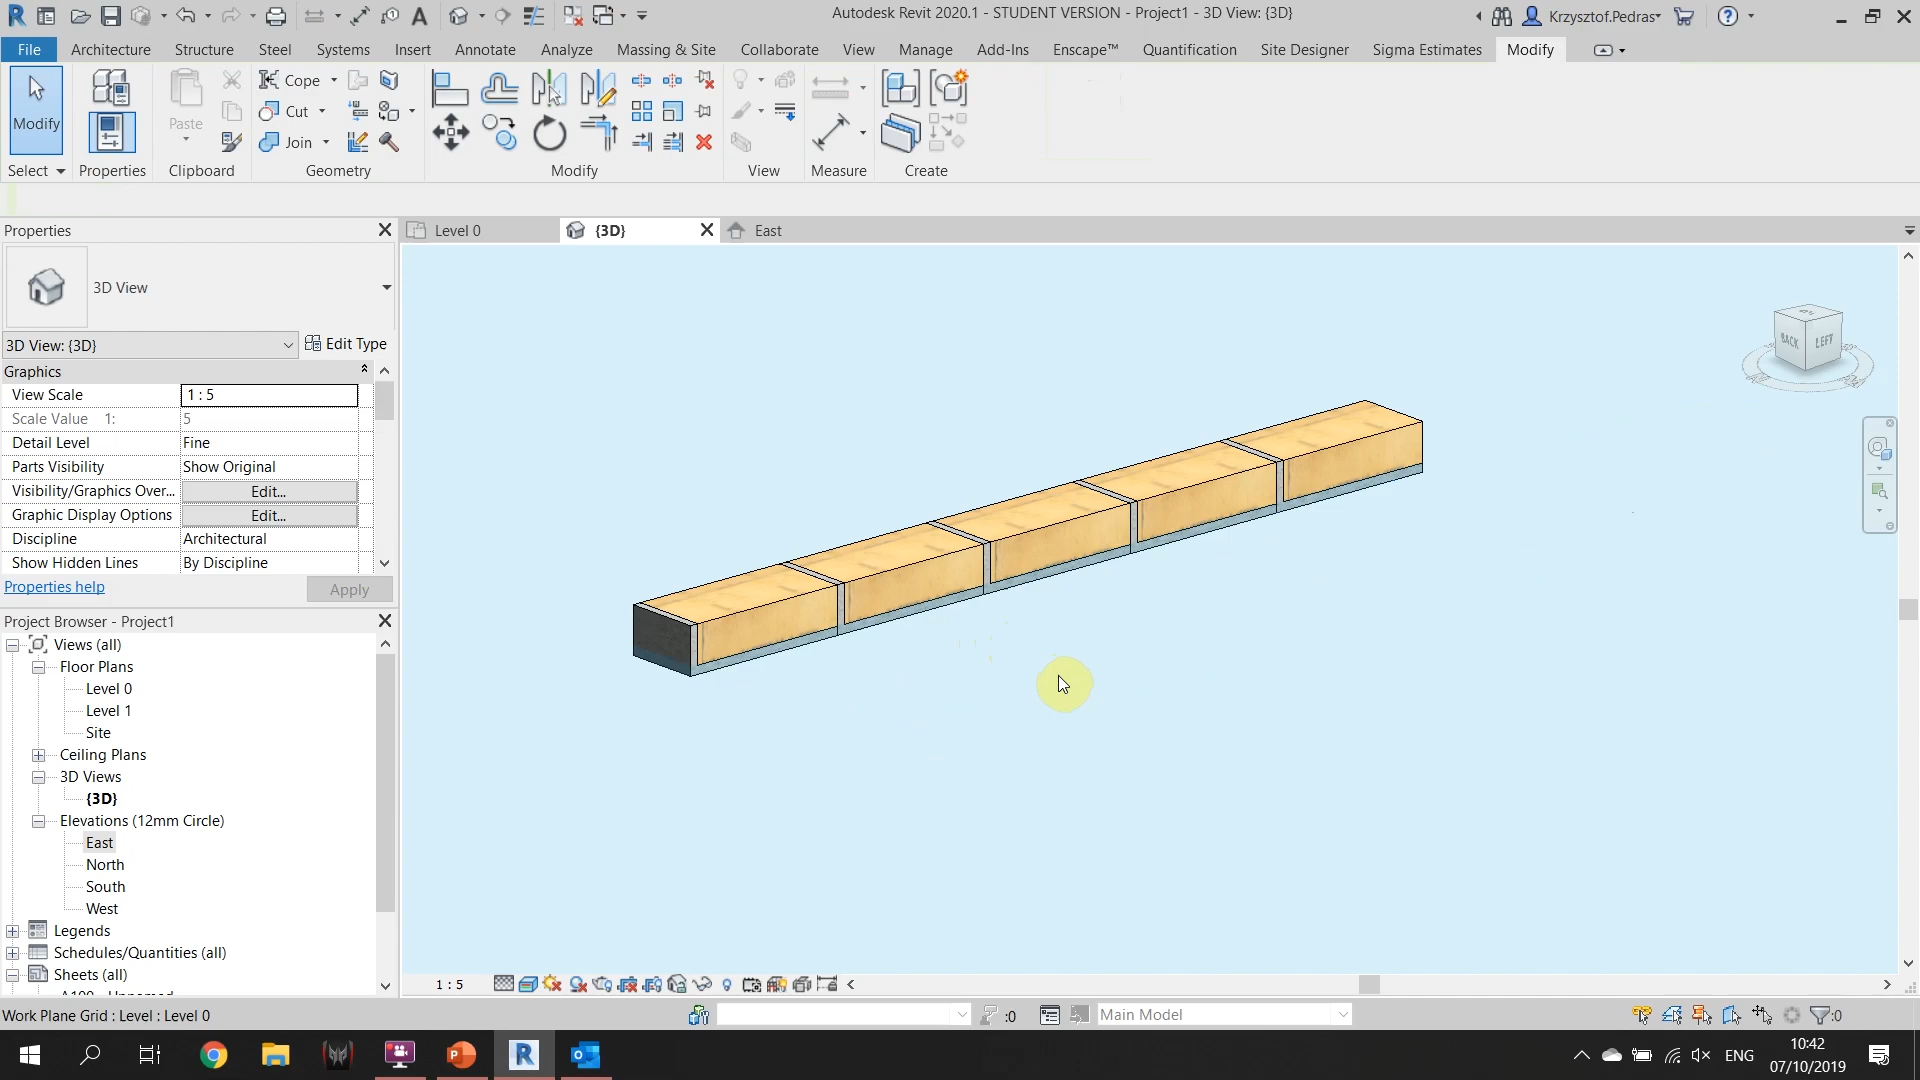 Autodesk Revit 2020.1 - STUDENT VERSION - Project1 - 3D View: {3D}
Krzysztof.Pedras
File Architecture Structure Steel Systems Insert Annotate Analyze Massing & Site Collaborate View Manage Add-Ins Enscape™ Quantification Site Designer Sigma Estimates Modify
Modify
Paste
Cope
Cut
Join
Select Properties Clipboard Geometry Modify View Measure Create
Properties
Level 0
{3D}
East
3D View
3D View: {3D}
Edit Type
Graphics
View Scale 1 : 5
Scale Value 1: 5
Detail Level Fine
Parts Visibility Show Original
Visibility/Graphics Over... Edit...
Graphic Display Options Edit...
Discipline Architectural
Show Hidden Lines By Discipline
Properties help
Apply
BACK LEFT
Project Browser - Project1
Views (all)
Floor Plans
Level 0
Level 1
Site
Ceiling Plans
3D Views
{3D}
Elevations (12mm Circle)
East
North
South
West
Legends
Schedules/Quantities (all)
Sheets (all)
A100 - Unnamed
1 : 5
Work Plane Grid : Level : Level 0
:0
Main Model
:0
ENG
10:42
07/10/2019